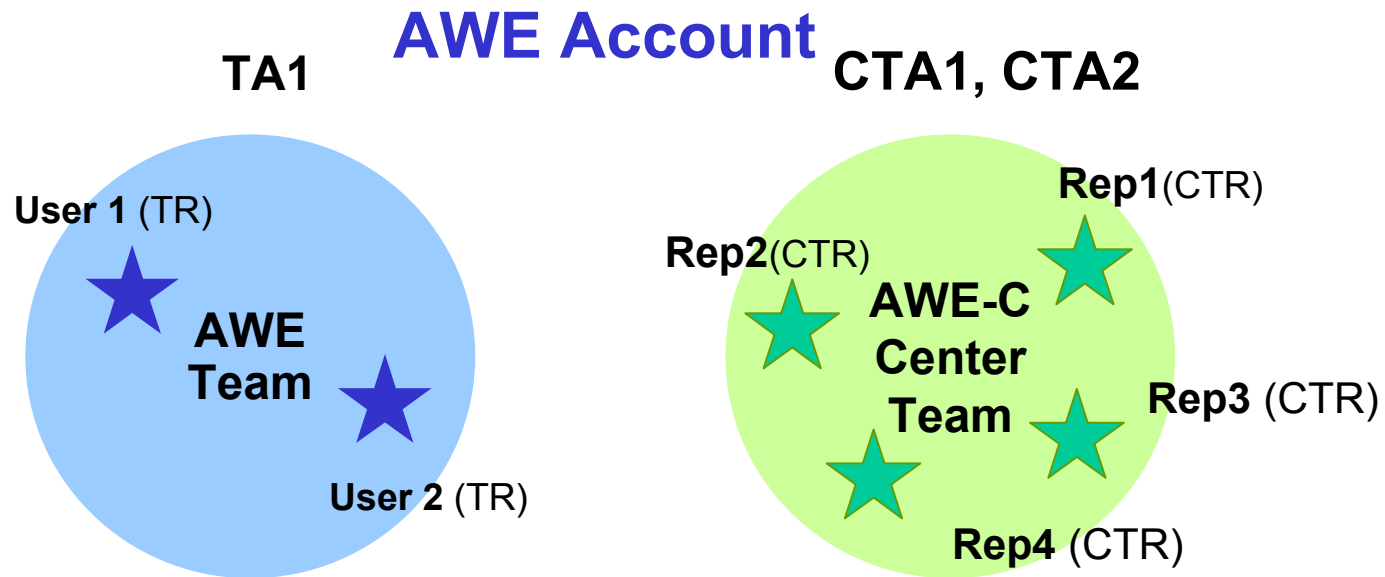 AWE Account
TA1
CTA1, CTA2
User 1 (TR)
AWE
Team
User 2 (TR)
Rep1(CTR)
Rep2(CTR)
AWE-C
Center
Team
Rep3 (CTR)
Rep4 (CTR)